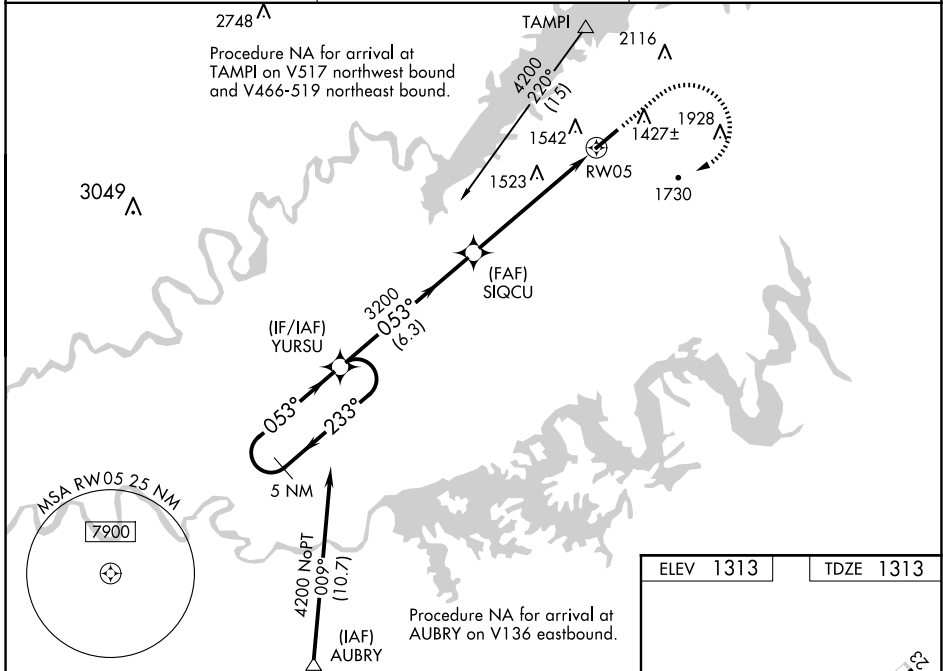 2748
Procedure NA for arrival at
TAMPI on V517 northwest bound
and V466-519 northeast bound.
TAMPI
2116
4200
220°
(15)
1542
1427±
1928
1523
RW05
1730
3049
(FAF)
SIQCU
3200
053°
(6.3)
(IF/IAF)
YURSU
053°
233°
5 NM
MSA RW05 25 NM
7900
4200 NoPT
009°
(10.7)
(IAF)
AUBRY
Procedure NA for arrival at
AUBRY on V136 eastbound.
ELEV 1313
TDZE 1313
23